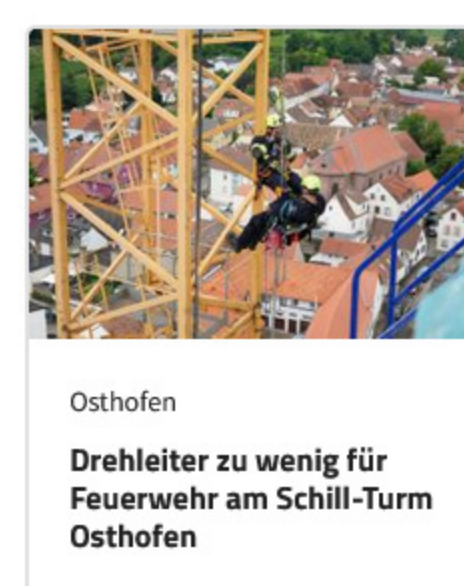 Osthofen
Drehleiter zu wenig für
Feuerwehr am Schill-Turm
Osthofen